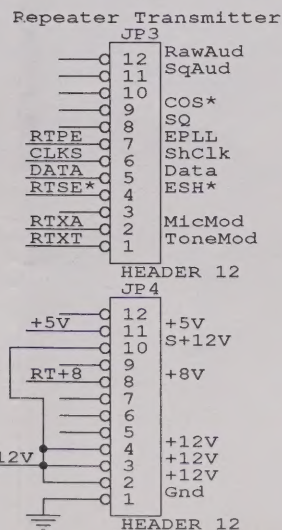 Repeater Transmitter
JP3
12 RawAud
11 SqAud
10
9 COS*
8 SQ
RTPE 7 EPLL
CLKS 6 ShClk
DATA 5 Data
RTSE* 4 ESH*
3
RTXA 2 MicMod
RTXT 1 ToneMod
HEADER 12
JP4
12
+5V 11 +5V
10 S+12V
9
RT+8 8 +8V
7
6
5
4 +12V
12V 3 +12V
2 +12V
1 Gnd
HEADER 12